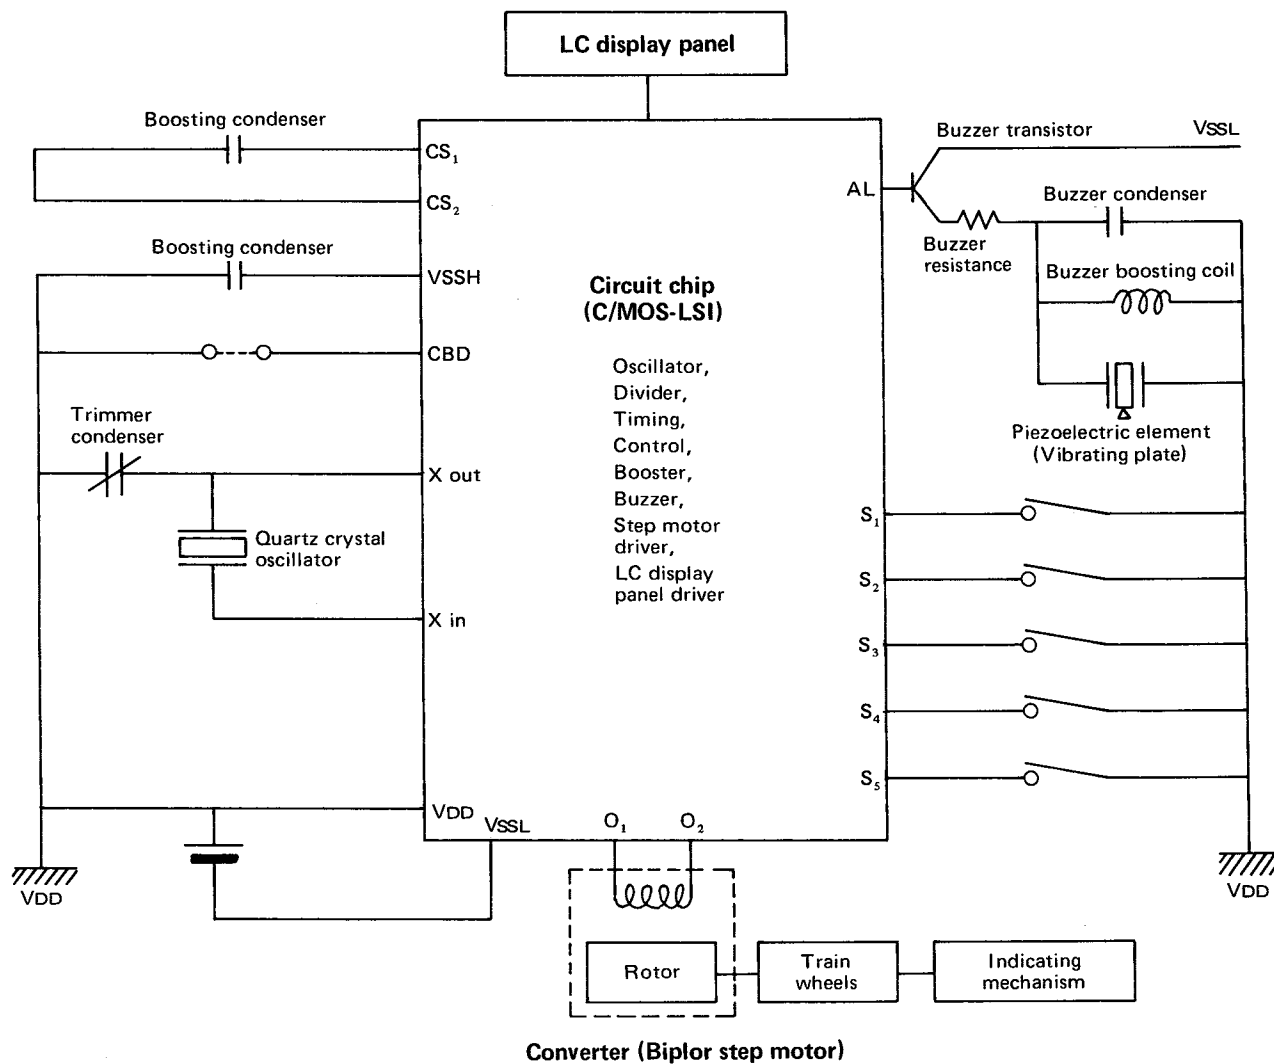 LC display panel
Boosting condenser
CS₁
CS₂
Boosting condenser
VSSH
CBD
Trimmer
condenser
X out
Quartz crystal
oscillator
X in
VDD
VSSL
VDD
Circuit chip
(C/MOS-LSI)
Oscillator,
Divider,
Timing,
Control,
Booster,
Buzzer,
Step motor
driver,
LC display
panel driver
O₁
O₂
Buzzer transistor
VSSL
AL
Buzzer condenser
Buzzer
resistance
Buzzer boosting coil
Piezoelectric element
(Vibrating plate)
S₁
S₂
S₃
S₄
S₅
VDD
Rotor
Train
wheels
Indicating
mechanism
Converter (Biplor step motor)